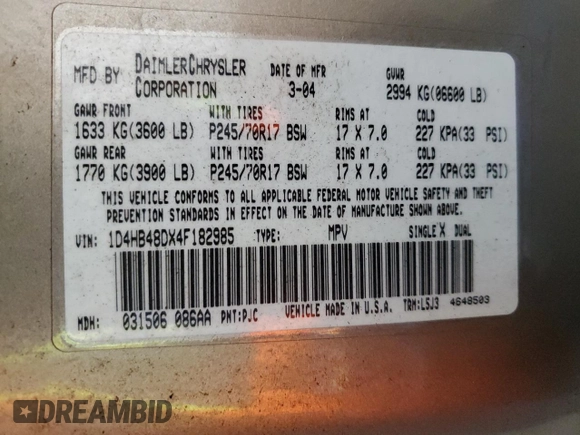 MFD BY DAIMLERCHRYSLER CORPORATION DATE OF MFR 3-04 GVWR 2994 KG(06600 LB)
GAWR FRONT WITH TIRES RIMS AT COLD
1633 KG(3600 LB) P245/70R17 BSW 17 X 7.0 227 KPA(33 PSI)
GAWR REAR WITH TIRES RIMS AT COLD
1770 KG(3900 LB) P245/70R17 BSW 17 X 7.0 227 KPA(33 PSI)
THIS VEHICLE CONFORMS TO ALL APPLICABLE FEDERAL MOTOR VEHICLE SAFETY AND THEFT
PREVENTION STANDARDS IN EFFECT ON THE DATE OF MANUFACTURE SHOWN ABOVE.
VIN: 1D4HB48DX4F182985 TYPE: MPV SINGLE X DUAL
MDH: 031506 086AA PNT:PJC VEHICLE MADE IN U.S.A. TRM:LSJ3 4648503
DREAMBID